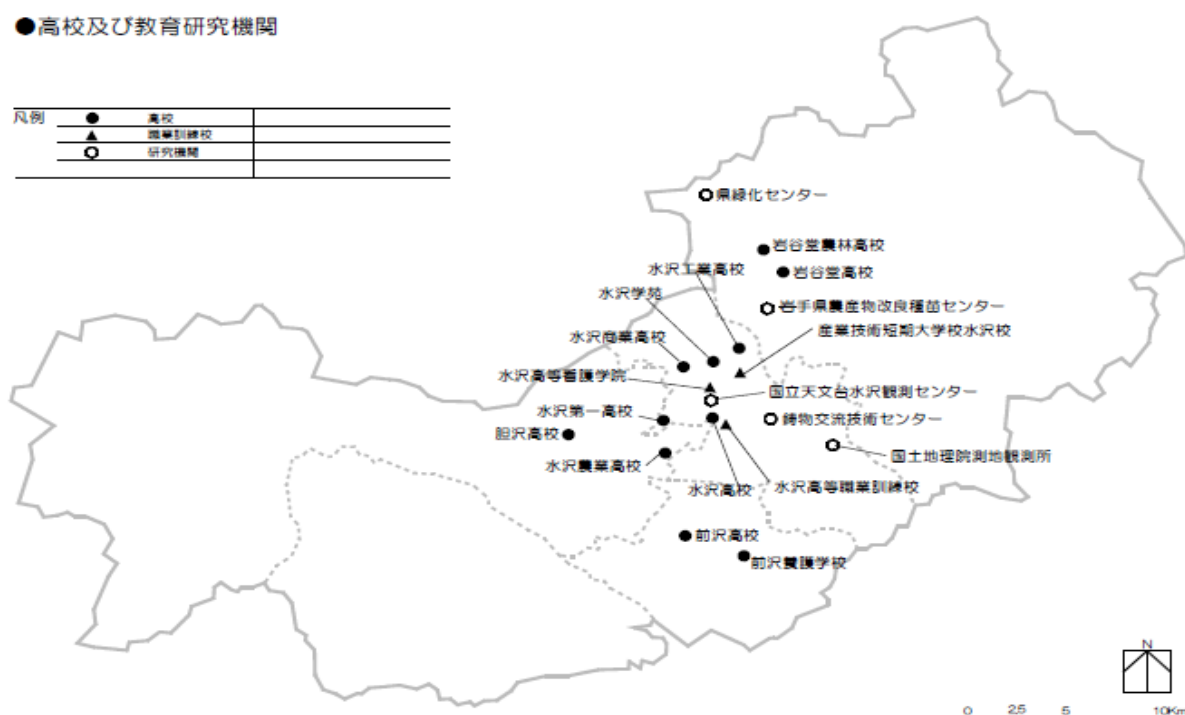 ●高校及び教育研究機関
凡例
● 高校
▲ 職業訓練校
○ 研究機関
県緑化センター
岩谷堂農林高校
水沢工業高校
岩谷堂高校
水沢学苑
岩手県農産物改良種苗センター
産業技術短期大学校水沢校
水沢商業高校
水沢高等看護学院
国立天文台水沢観測センター
水沢第一高校
鋳物交流技術センター
胆沢高校
国土地理院測地観測所
水沢農業高校
水沢高校
水沢高等職業訓練校
前沢高校
前沢養護学校
N
0 2.5 5 10Km